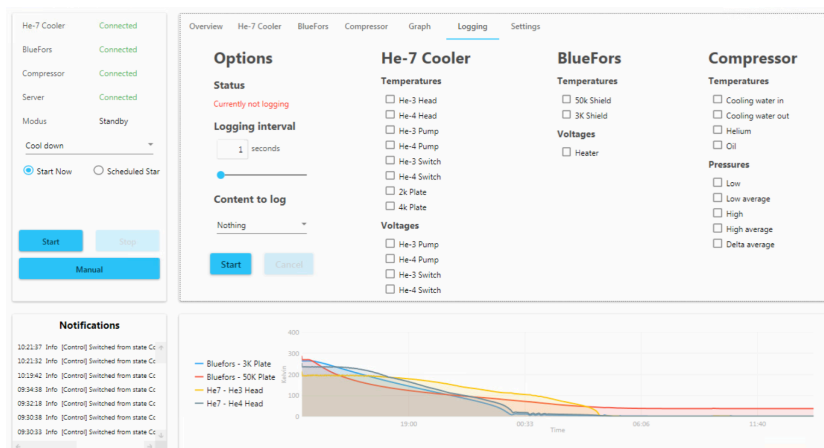 He-7 Cooler Connected
BlueFors Connected
Compressor Connected
Server Connected
Modus Standby
Cool down
Start Now Scheduled Star
Start Stop
Manual
Overview He-7 Cooler BlueFors Compressor Graph Logging Settings
Options
Status
Currently not logging
Logging interval
1 seconds
Content to log
Nothing
Start Cancel
He-7 Cooler
Temperatures
He-3 Head
He-4 Head
He-3 Pump
He-4 Pump
He-3 Switch
He-4 Switch
2k Plate
4k Plate
Voltages
He-3 Pump
He-4 Pump
He-3 Switch
He-4 Switch
BlueFors
Temperatures
50k Shield
3K Shield
Voltages
Heater
Compressor
Temperatures
Cooling water in
Cooling water out
Helium
Oil
Pressures
Low
Low average
High
High average
Delta average
Notifications
10:21:37 Info [Control] Switched from state Cc
10:21:32 Info [Control] Switched from state Cc
10:19:42 Info [Control] Switched from state Cc
09:34:38 Info [Control] Switched from state Cc
09:32:18 Info [Control] Switched from state Cc
09:30:38 Info [Control] Switched from state Cc
09:30:33 Info [Control] Switched from state Cc
Bluefors - 3K Plate
Bluefors - 50K Plate
He7 - He3 Head
He7 - He4 Head
Kelvin
400
300
200
100
0
19:00 00:33 06:06 11:40
Time